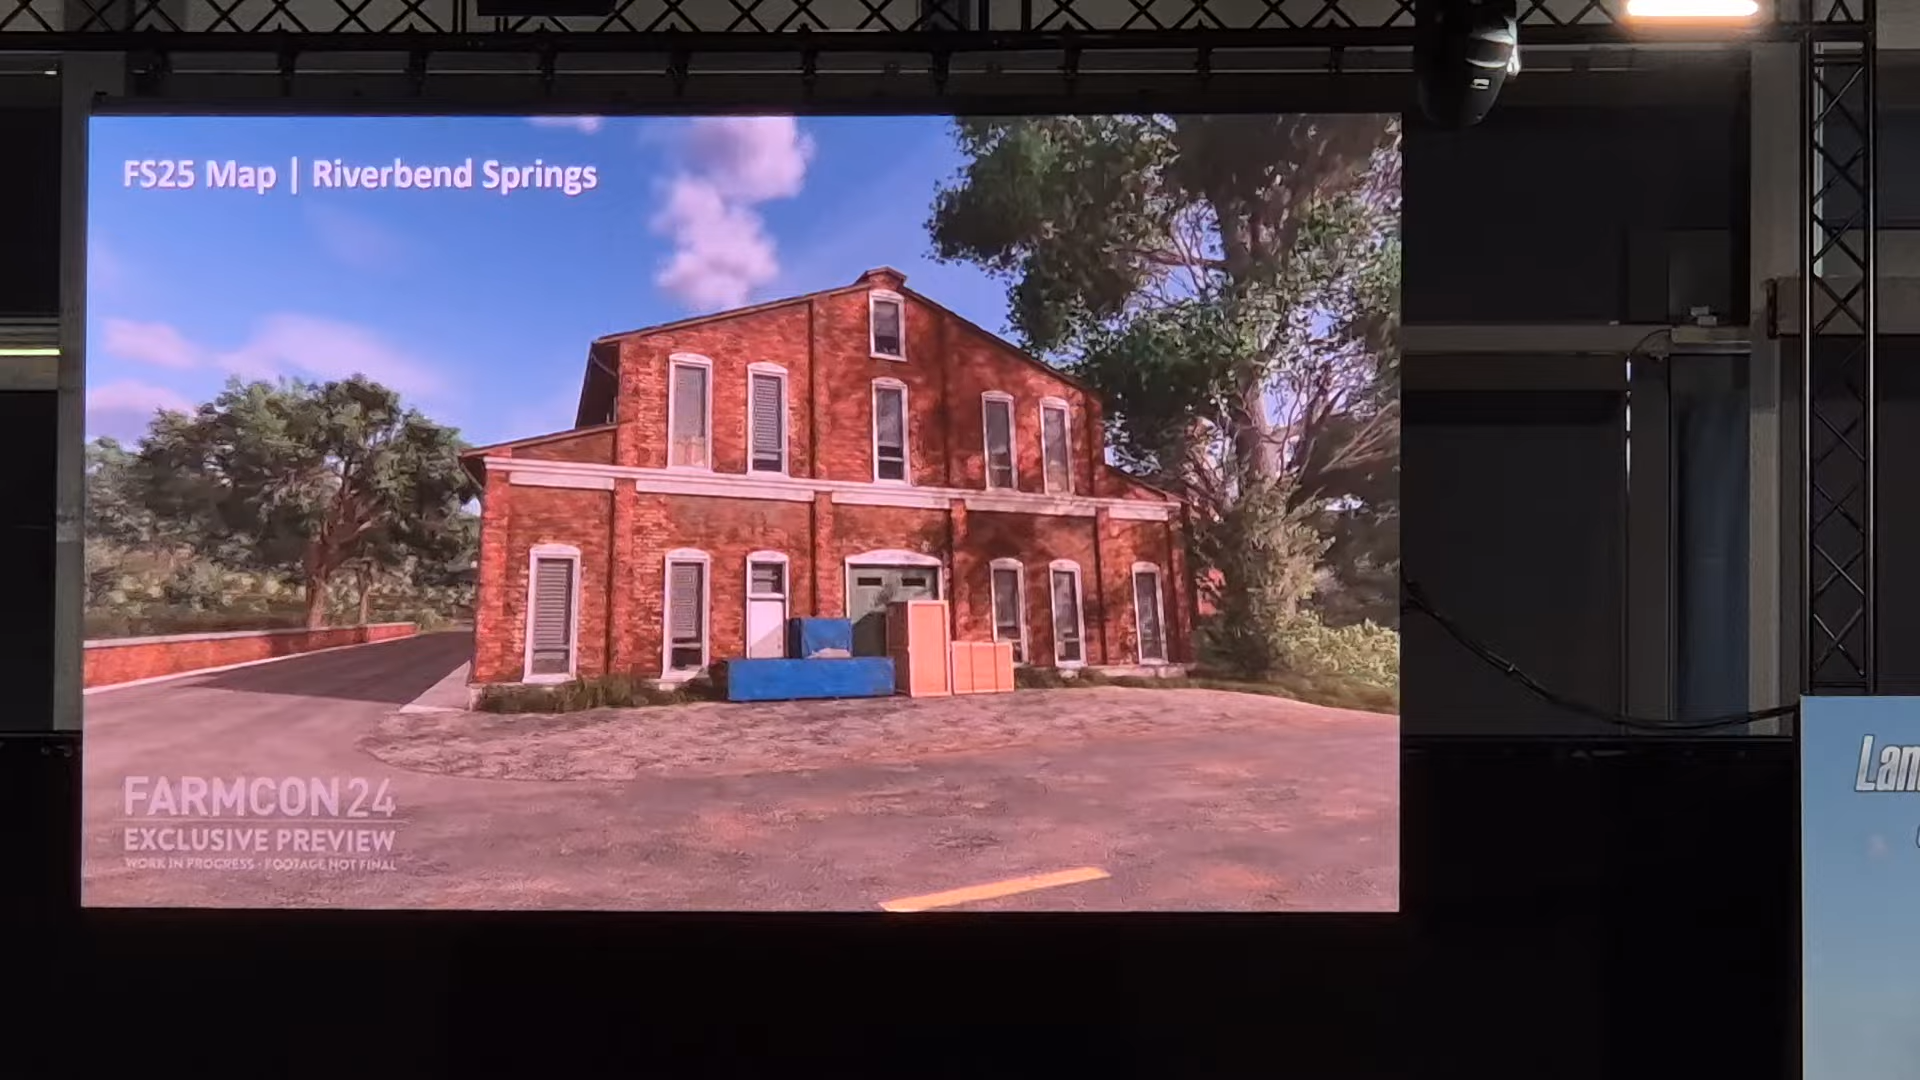 FS25 Map | Riverbend Springs
FARMCON 24
EXCLUSIVE PREVIEW
WORK IN PROGRESS - FOOTAGE NOT FINAL